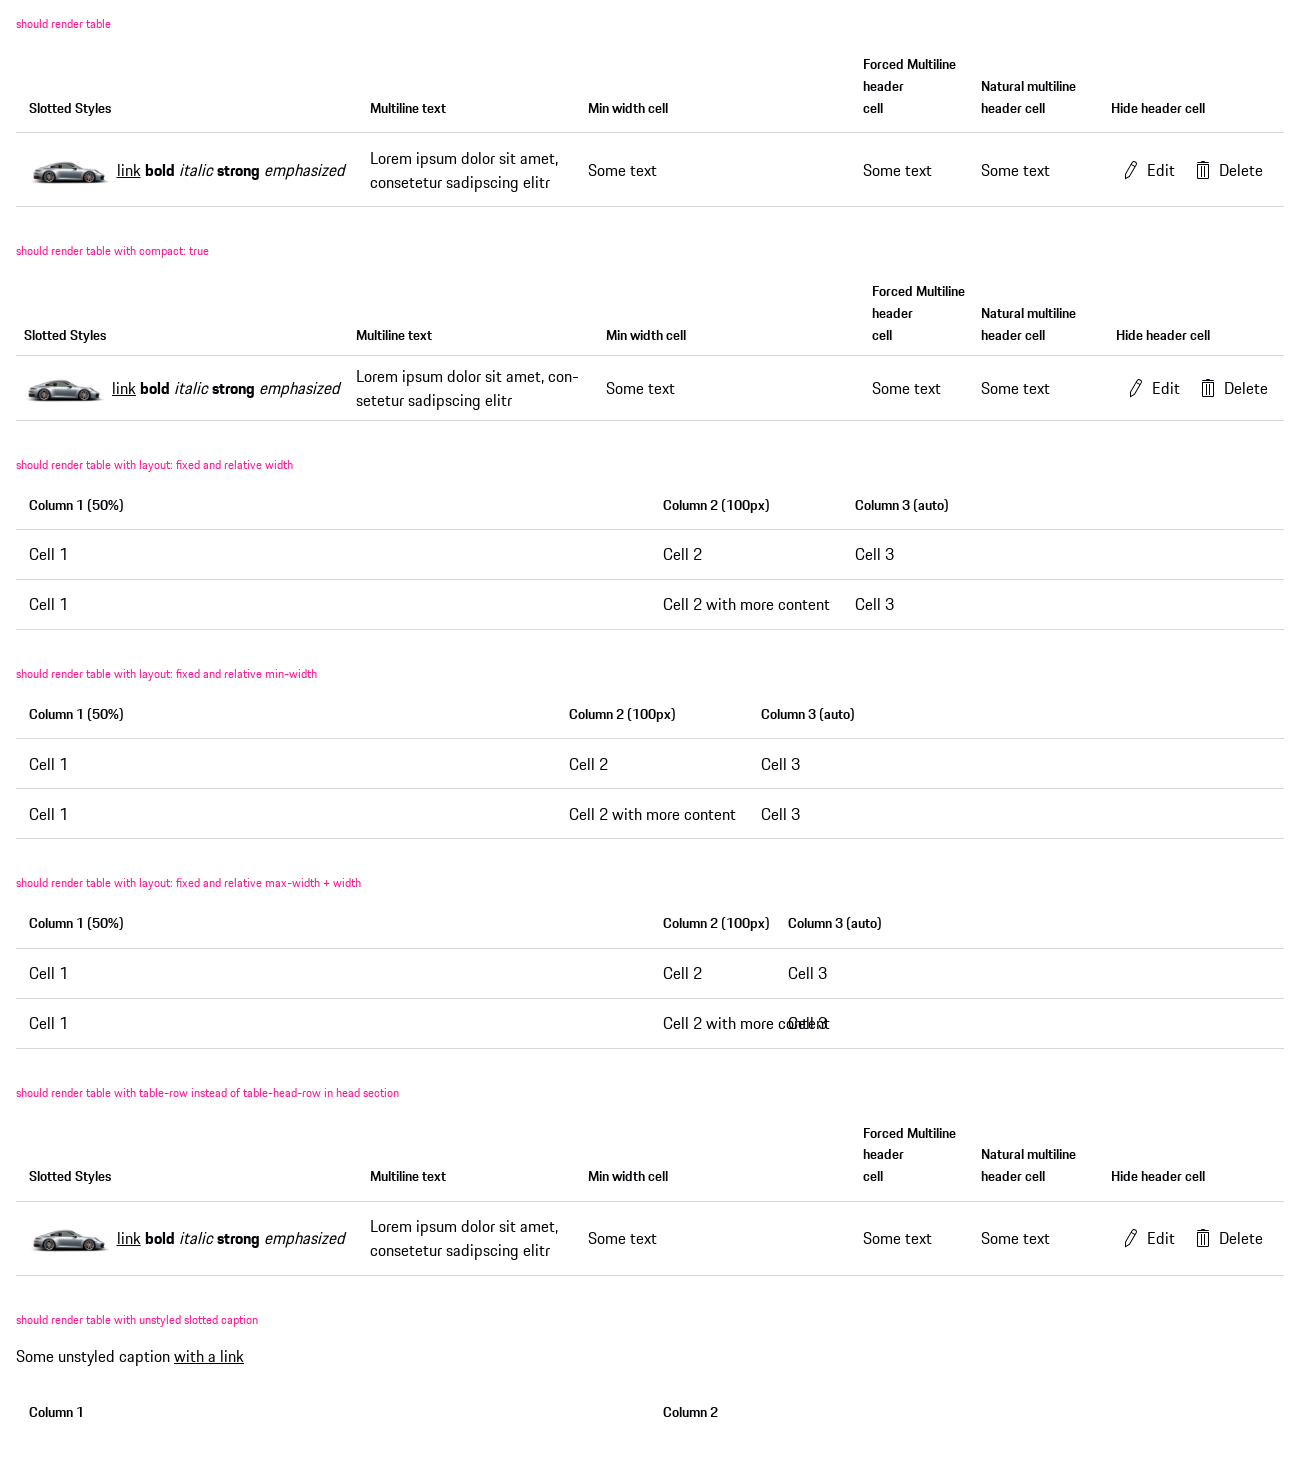 should render table
Forced Multiline
header
cell
Slotted Styles Multiline text Min width cell Natural multiline Hide header cell
header cell
link bold italic strong emphasized Lorem ipsum dolor sit amet, Some text Some text Some text Edit Delete
consetetur sadipscing elitr
should render table with compact: true
Forced Multiline
header
cell
Slotted Styles Multiline text Min width cell Natural multiline Hide header cell
header cell
link bold italic strong emphasized Lorem ipsum dolor sit amet, con- Some text Some text Some text Edit Delete
setetur sadipscing elitr
should render table with layout: fixed and relative width
Column 1 (50%) Column 2 (100px) Column 3 (auto)
Cell 1 Cell 2 Cell 3
Cell 1 Cell 2 with more content Cell 3
should render table with layout: fixed and relative min-width
Column 1 (50%) Column 2 (100px) Column 3 (auto)
Cell 1 Cell 2 Cell 3
Cell 1 Cell 2 with more content Cell 3
should render table with layout: fixed and relative max-width + width
Column 1 (50%) Column 2 (100px) Column 3 (auto)
Cell 1 Cell 2 Cell 3
Cell 1 Cell 2 with more content Cell 3
should render table with table-row instead of table-head-row in head section
Forced Multiline
header
cell
Slotted Styles Multiline text Min width cell Natural multiline Hide header cell
header cell
link bold italic strong emphasized Lorem ipsum dolor sit amet, Some text Some text Some text Edit Delete
consetetur sadipscing elitr
should render table with unstyled slotted caption
Some unstyled caption with a link
Column 1 Column 2